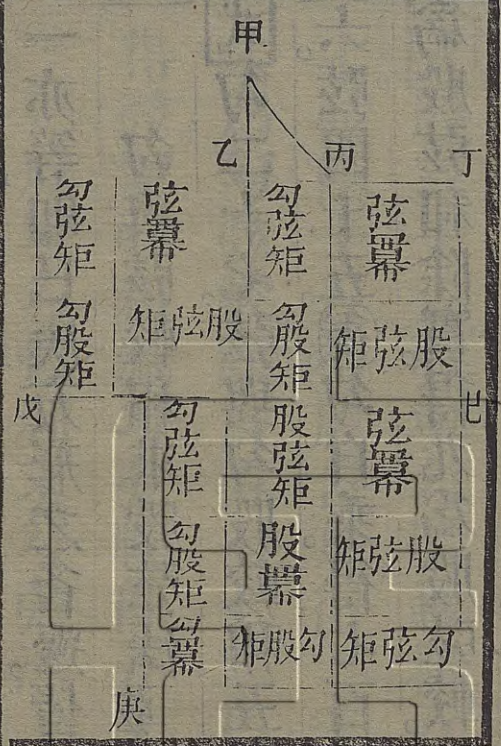 甲
乙 丙 丁
勾弦矩 弦冪 勾弦矩 弦冪
勾股矩 矩弦股 勾股矩 矩弦股
戊 己
勾弦矩 股弦矩 弦冪
勾股矩 股冪 矩弦股
勾冪 矩股勾 矩弦勾
庚